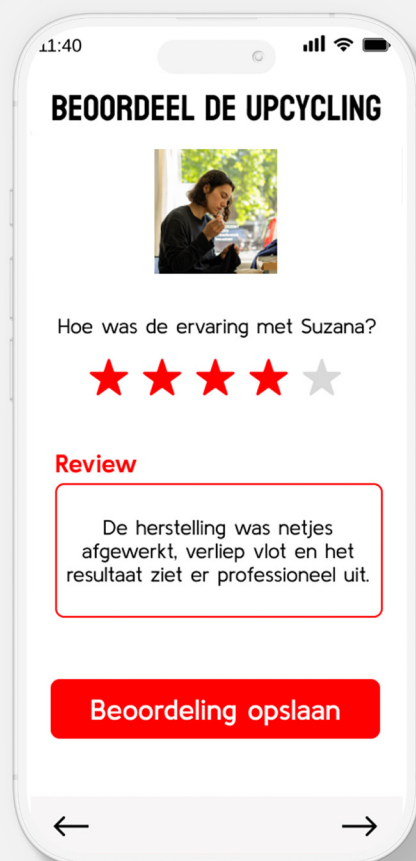 11:40
BEOORDEEL DE UPCYCLING
Hoe was de ervaring met Suzana?
Review
De herstelling was netjes
afgewerkt, verliep vlot en het
resultaat ziet er professioneel uit.
Beoordeling opslaan